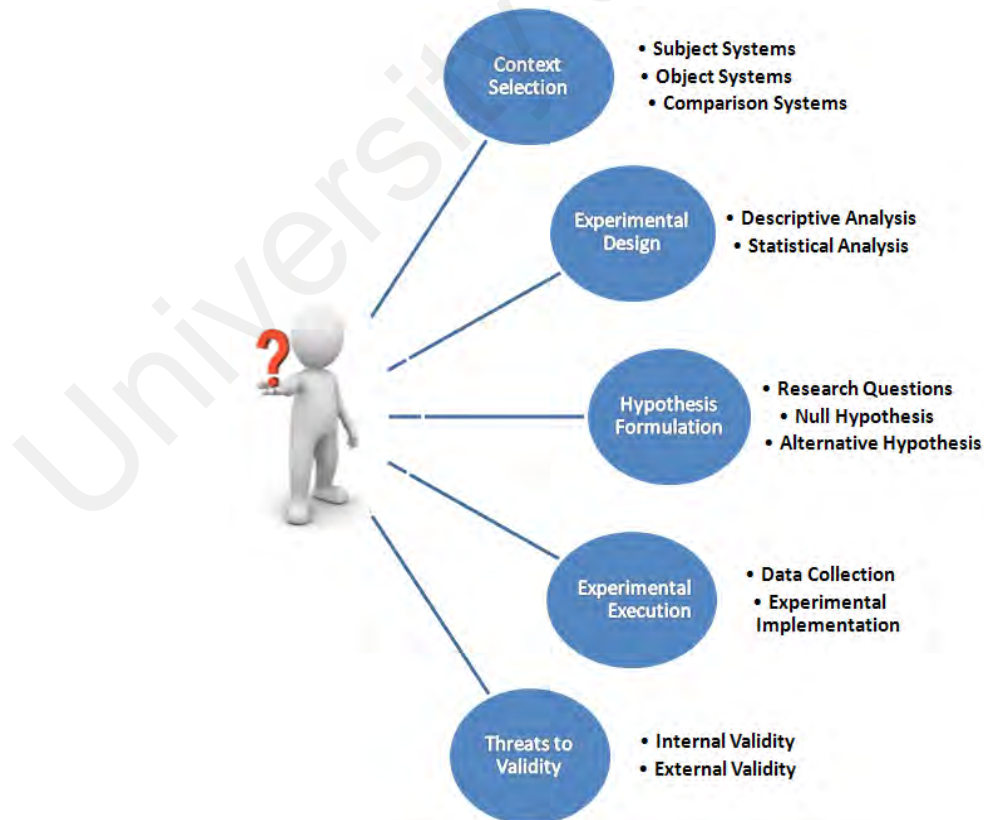 Context
Selection
• Subject Systems
• Object Systems
• Comparison Systems
Experimental
Design
• Descriptive Analysis
• Statistical Analysis
?
Hypothesis
Formulation
• Research Questions
• Null Hypothesis
• Alternative Hypothesis
Experimental
Execution
• Data Collection
• Experimental
Implementation
Threats to
Validity
• Internal Validity
• External Validity
University